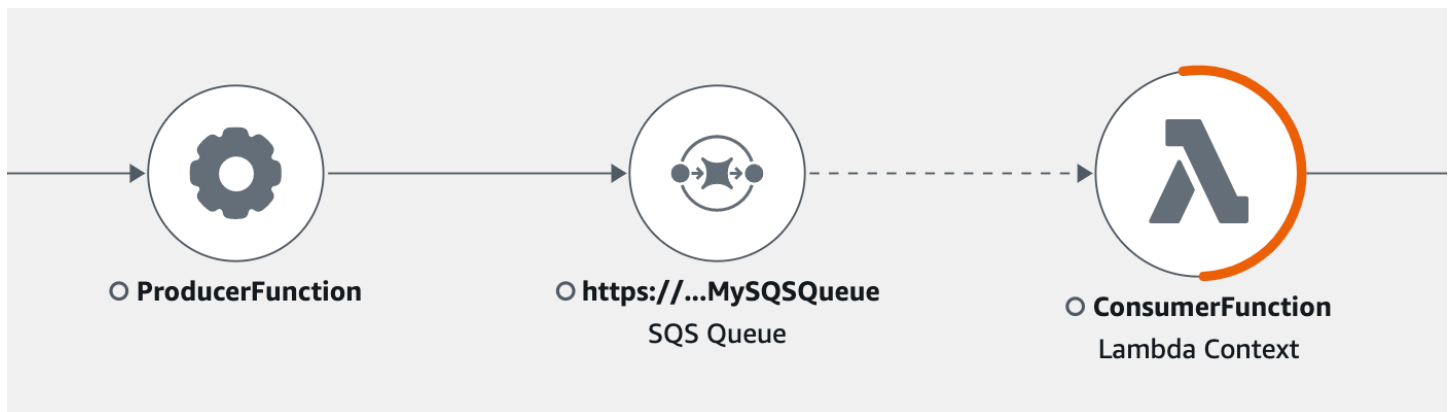 ProducerFunction
https://...MySQSQueue
SQS Queue
ConsumerFunction
Lambda Context